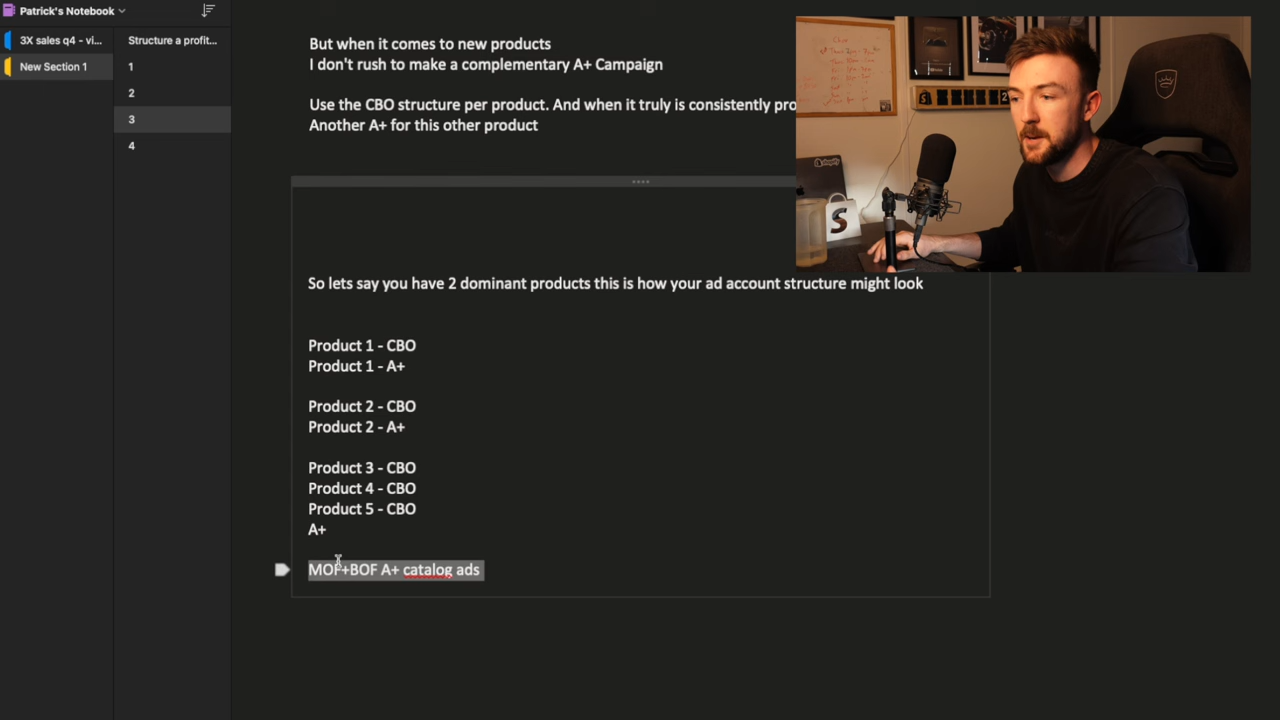 Patrick's Notebook
3X sales q4 - vi...
New Section 1
Structure a profit...
1
2
3
4
But when it comes to new products
I don't rush to make a complementary A+ Campaign
Use the CBO structure per product. And when it truly is consistently pro
Another A+ for this other product
So lets say you have 2 dominant products this is how your ad account structure might look
Product 1 - CBO
Product 1 - A+
Product 2 - CBO
Product 2 - A+
Product 3 - CBO
Product 4 - CBO
Product 5 - CBO
A+
MOF+BOF A+ catalog ads
shopify
S